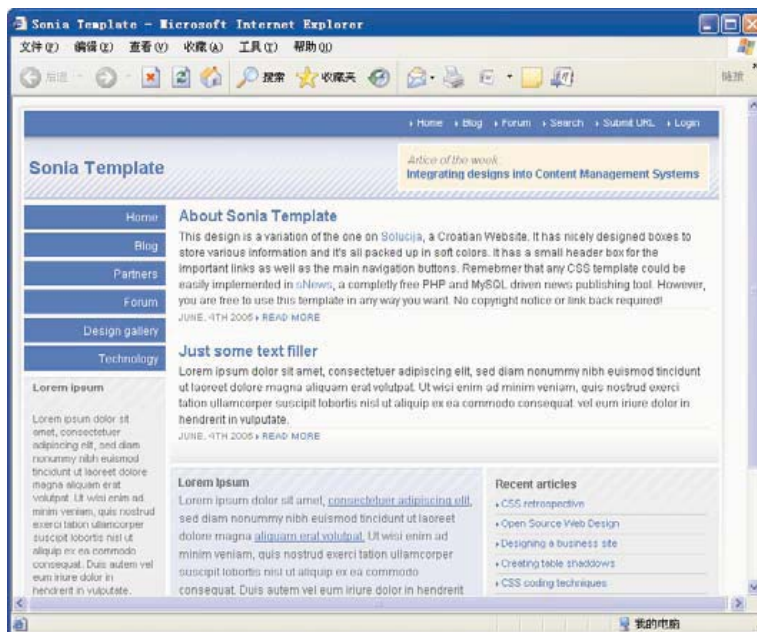 Sonia Template - Microsoft Internet Explorer
文件(F) 编辑(E) 查看(V) 收藏(A) 工具(T) 帮助(H)
后退 搜索 收藏夹 链接
Home Blog Forum Search Submit URL Login
Sonia Template
Artice of the week
Integrating designs into Content Management Systems
Home
Blog
Partners
Forum
Design gallery
Technology
Lorem ipsum
Lorem ipsum dolor sit
amet, consectetuer
adipiscing elit, sed diam
nonummy nibh euismod
tincidunt ut laoreet dolore
magna aliquam erat
volutpat. Ut wisi enim ad
minim veniam, quis nostrud
exerci tation ullamcorper
suscipit lobortis nisl ut
aliquip ex ea commodo
consequat. Duis autem vel
eum iriure dolor in
hendrerit in vulputate.
About Sonia Template
This design is a variation of the one on Solucija, a Croatian Website. It has nicely designed boxes to
store various information and it's all packed up in soft colors. It has a small header box for the
important links as well as the main navigation buttons. Remebmer that any CSS template could be
easily implemented in sNews, a completly free PHP and MySQL driven news publishing tool. However,
you are free to use this template in any way you want. No copyright notice or link back required!
JUNE, 4TH 2005 READ MORE
Just some text filler
Lorem ipsum dolor sit amet, consectetuer adipiscing elit, sed diam nonummy nibh euismod tincidunt
ut laoreet dolore magna aliquam erat volutpat. Ut wisi enim ad minim veniam, quis nostrud exerci
tation ullamcorper suscipit lobortis nisl ut aliquip ex ea commodo consequat. vel eum iriure dolor in
hendrerit in vulputate.
JUNE, 4TH 2005 READ MORE
Lorem Ipsum
Lorem ipsum dolor sit amet, consectetuer adipiscing elit,
sed diam nonummy nibh euismod tincidunt ut laoreet
dolore magna aliquam erat volutpat. Ut wisi enim ad
minim veniam, quis nostrud exerci tation ullamcorper
suscipit lobortis nisl ut aliquip ex ea commodo
consequat. Duis autem vel eum iriure dolor in hendrerit
Recent articles
CSS retrospective
Open Source Web Design
Designing a business site
Creating table shaddows
CSS coding techniques
我的电脑